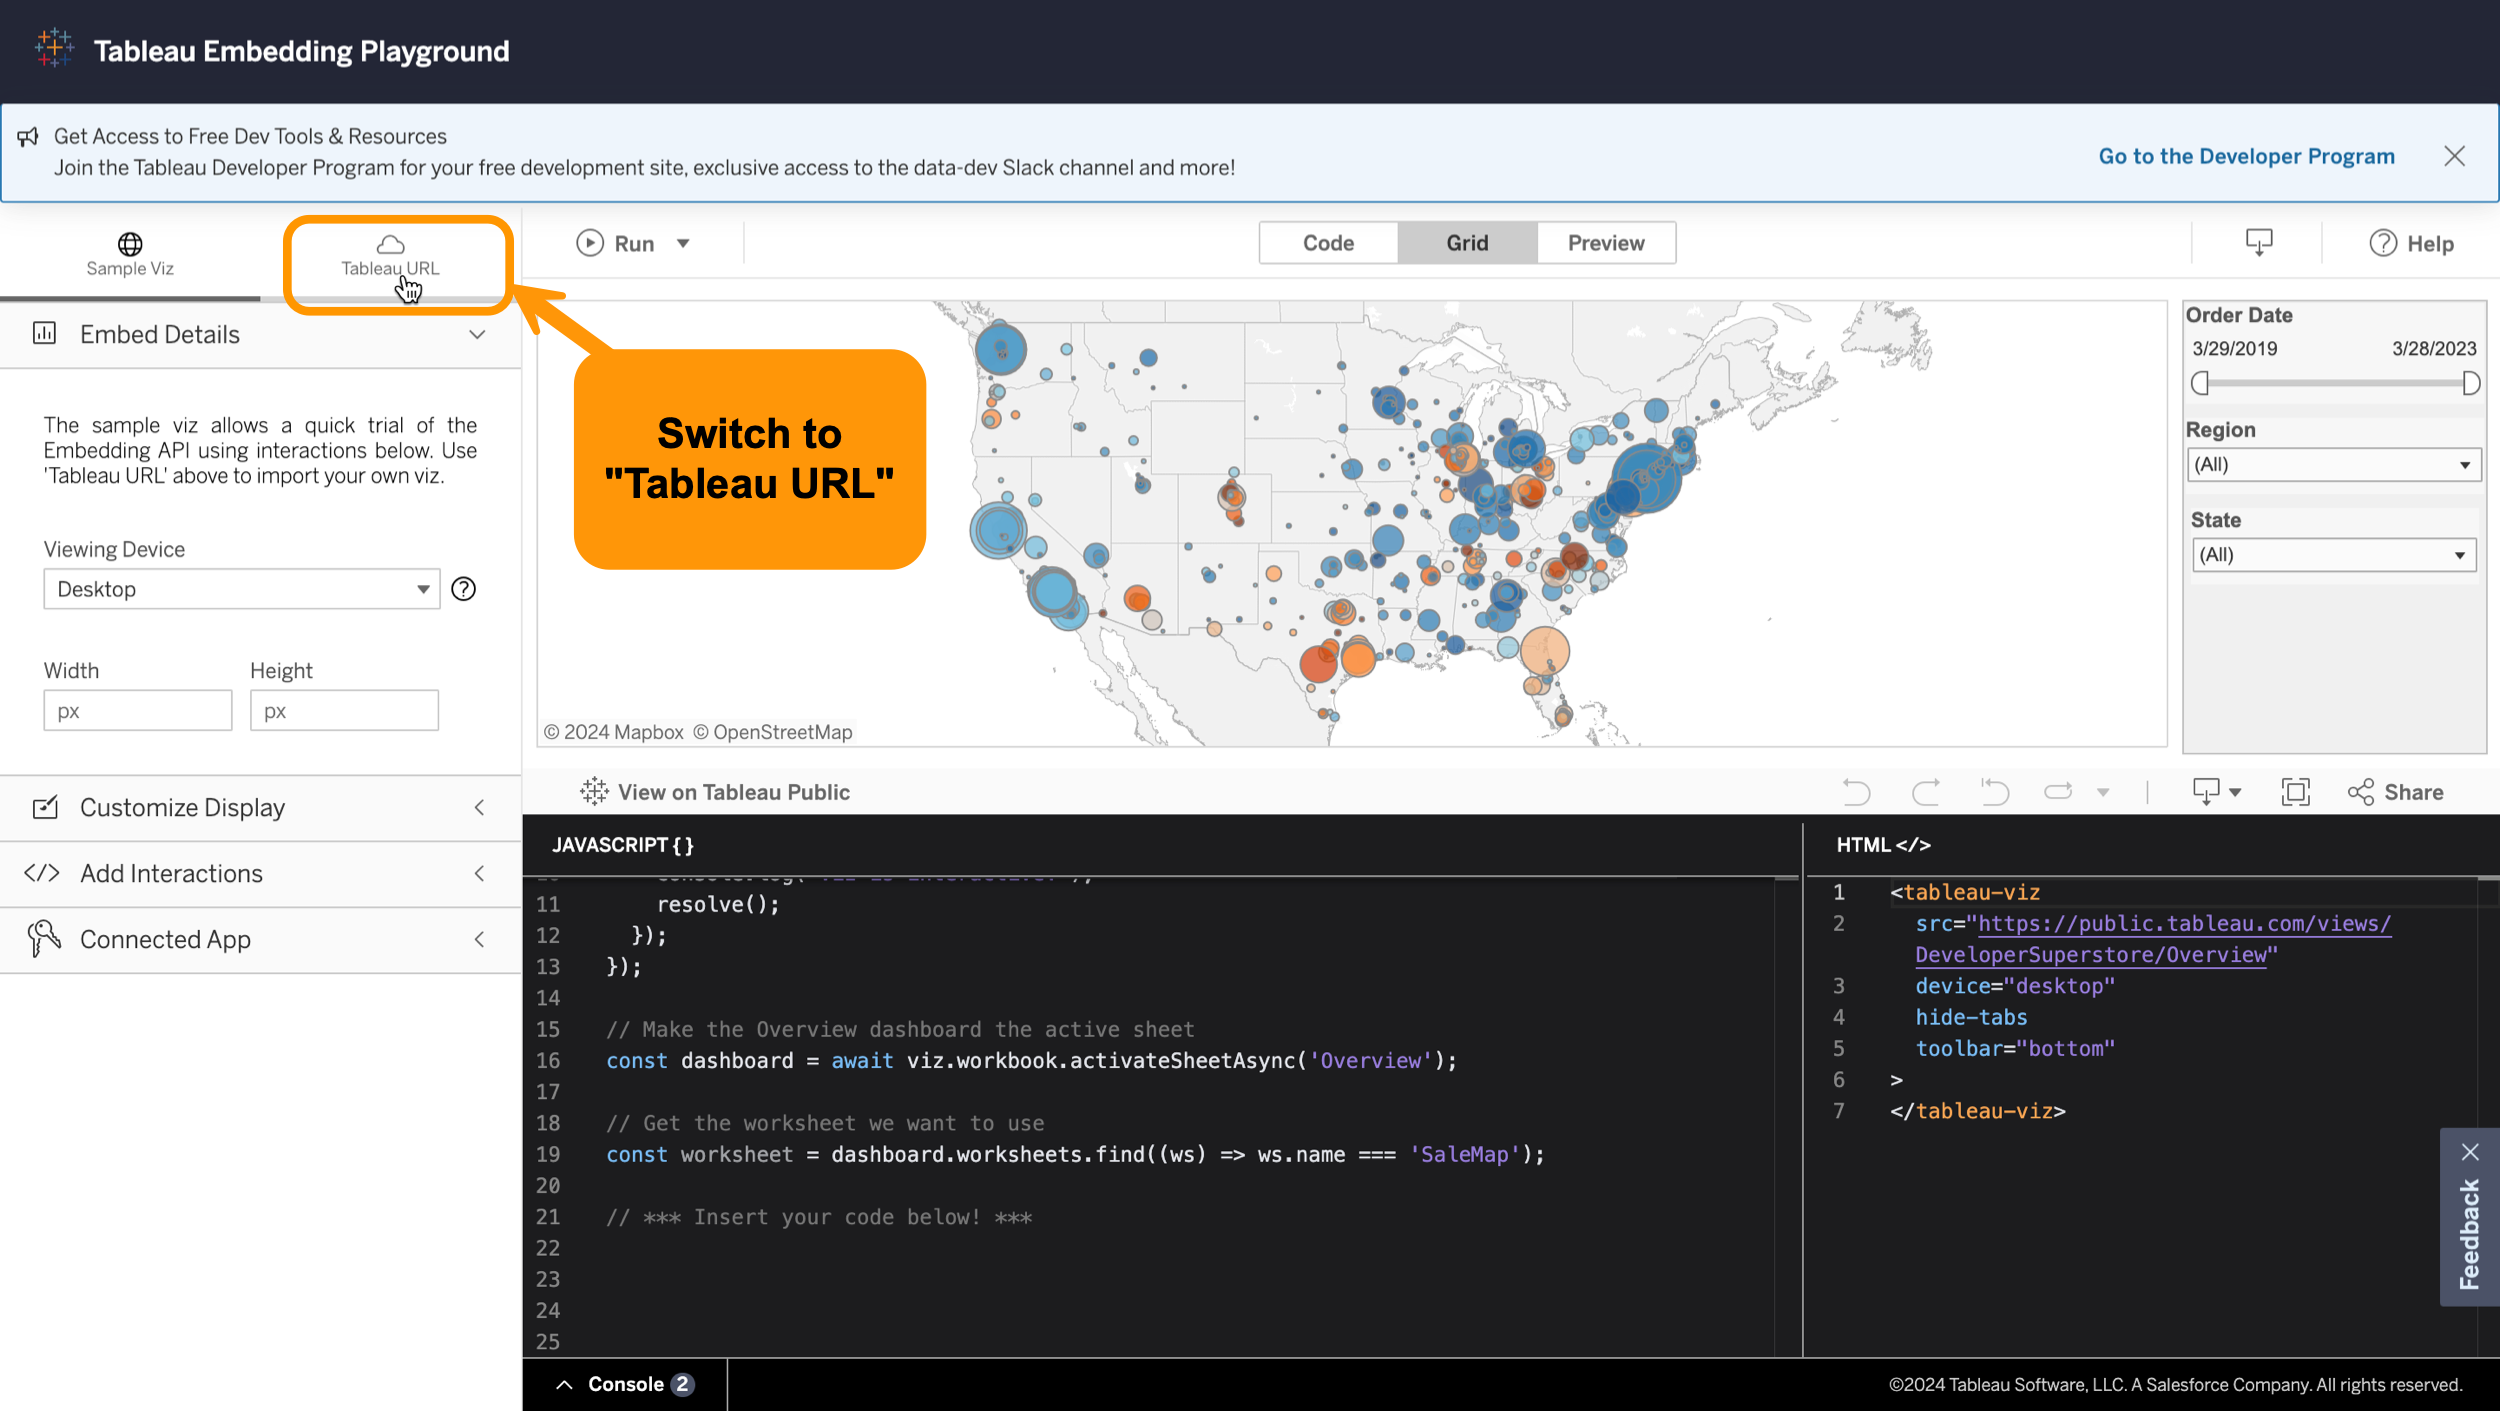 Tableau Embedding Playground
Get Access to Free Dev Tools & Resources
Join the Tableau Developer Program for your free development site, exclusive access to the data-dev Slack channel and more!
Go to the Developer Program
Sample Viz
Tableau URL
Run
Code
Grid
Preview
Help
Embed Details
The sample viz allows a quick trial of the
Embedding API using interactions below. Use
'Tableau URL' above to import your own viz.
Viewing Device
Desktop
Width
Height
px
px
Customize Display
Add Interactions
Connected App
Switch to
"Tableau URL"
Order Date
3/29/2019
3/28/2023
Region
(All)
State
(All)
© 2024 Mapbox © OpenStreetMap
View on Tableau Public
Share
JAVASCRIPT { }
11 resolve();
12 });
13 });
14
15 // Make the Overview dashboard the active sheet
16 const dashboard = await viz.workbook.activateSheetAsync('Overview');
17
18 // Get the worksheet we want to use
19 const worksheet = dashboard.worksheets.find((ws) => ws.name === 'SaleMap');
20
21 // *** Insert your code below! ***
22
23
24
25
HTML </>
1 <tableau-viz
2 src="https://public.tableau.com/views/
DeveloperSuperstore/Overview"
3 device="desktop"
4 hide-tabs
5 toolbar="bottom"
6 >
7 </tableau-viz>
Feedback
Console 2
©2024 Tableau Software, LLC. A Salesforce Company. All rights reserved.